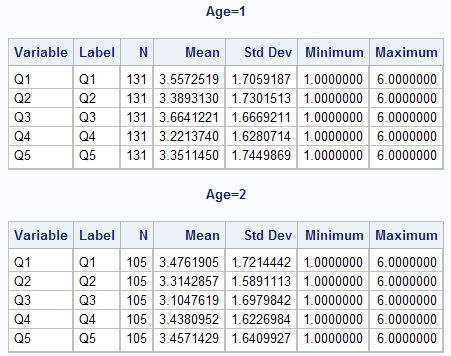 Age=1
Variable Label N Mean Std Dev Minimum Maximum
Q1 Q1 131 3.5572519 1.7059187 1.0000000 6.0000000
Q2 Q2 131 3.3893130 1.7301513 1.0000000 6.0000000
Q3 Q3 131 3.6641221 1.6669211 1.0000000 6.0000000
Q4 Q4 131 3.2213740 1.6280714 1.0000000 6.0000000
Q5 Q5 131 3.3511450 1.7449869 1.0000000 6.0000000
Age=2
Variable Label N Mean Std Dev Minimum Maximum
Q1 Q1 105 3.4761905 1.7214442 1.0000000 6.0000000
Q2 Q2 105 3.3142857 1.5891113 1.0000000 6.0000000
Q3 Q3 105 3.1047619 1.6979842 1.0000000 6.0000000
Q4 Q4 105 3.4380952 1.6226984 1.0000000 6.0000000
Q5 Q5 105 3.4571429 1.6409927 1.0000000 6.0000000